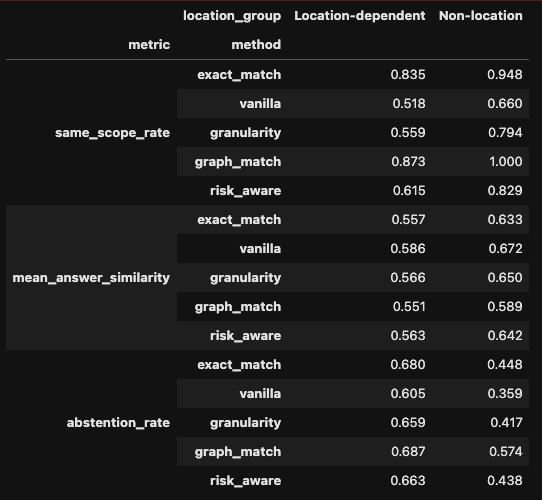 location_group Location-dependent Non-location
metric method
exact_match 0.835 0.948
vanilla 0.518 0.660
same_scope_rate granularity 0.559 0.794
graph_match 0.873 1.000
risk_aware 0.615 0.829
exact_match 0.557 0.633
vanilla 0.586 0.672
mean_answer_similarity granularity 0.566 0.650
graph_match 0.551 0.589
risk_aware 0.563 0.642
exact_match 0.680 0.448
vanilla 0.605 0.359
abstention_rate granularity 0.659 0.417
graph_match 0.687 0.574
risk_aware 0.663 0.438